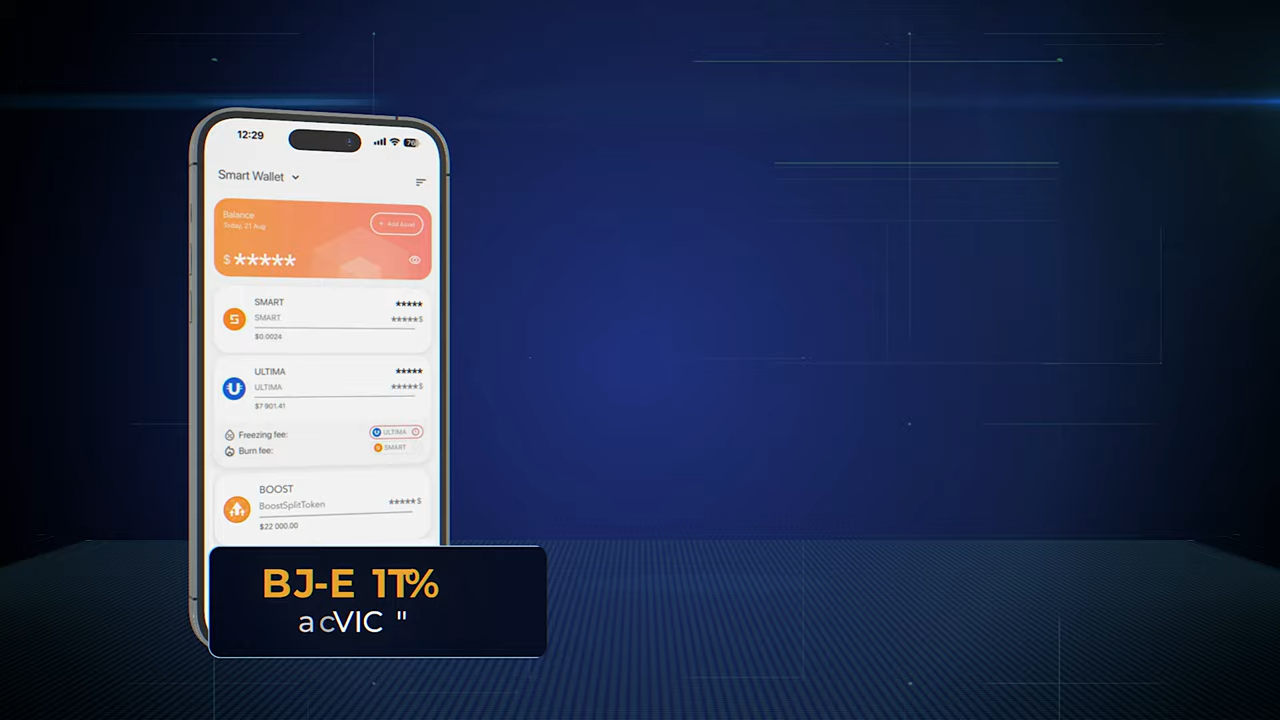 12:29
Smart Wallet
Balance
Today, 21 Aug
+ Add Asset
$ *****
SMART
*****
SMART
*****$
$0.0024
ULTIMA
*****
ULTIMA
*****$
$7 901.41
Freezing fee:
ULTIMA
Burn fee:
SMART
BOOST
BoostSplitToken
*****$
$22 000.00
BJ-E 1T%
acVIC "